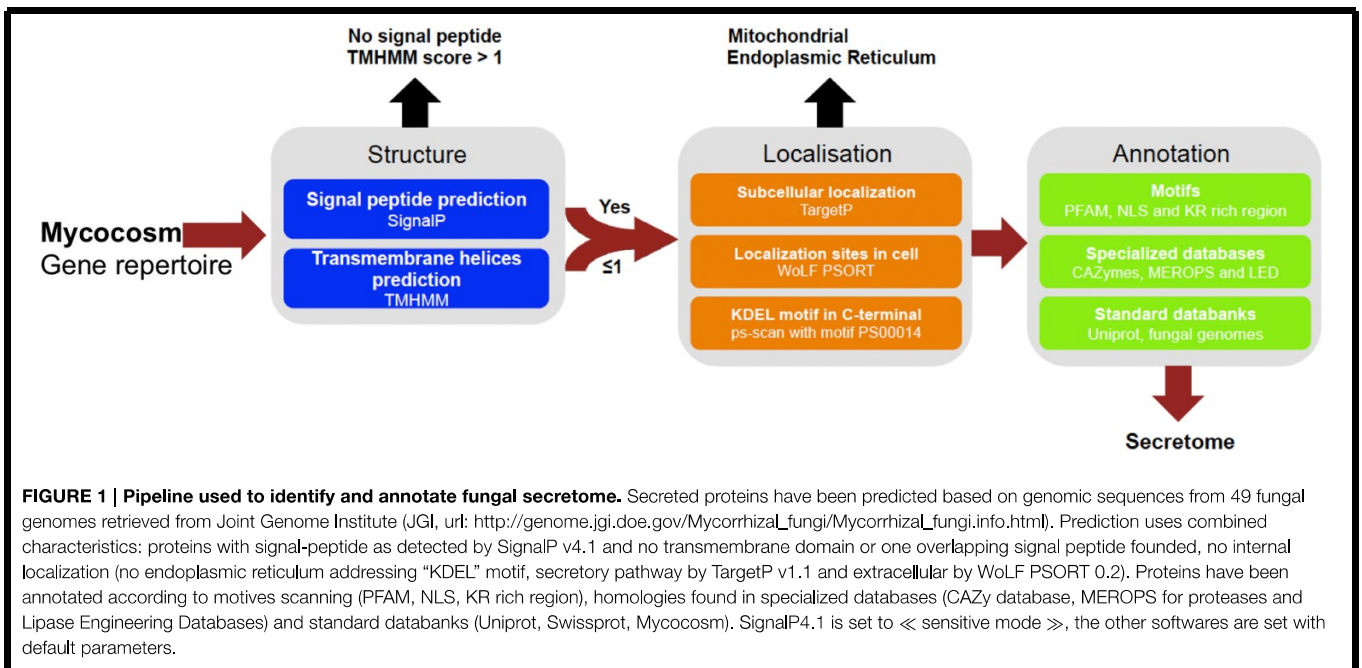 No signal peptide
TMHMM score > 1
Mitochondrial
Endoplasmic Reticulum
Mycocosm
Gene repertoire
Structure
Signal peptide prediction
SignalP
Transmembrane helices
prediction
TMHMM
Yes
≤1
Localisation
Subcellular localization
TargetP
Localization sites in cell
WoLF PSORT
KDEL motif in C-terminal
ps-scan with motif PS00014
Annotation
Motifs
PFAM, NLS and KR rich region
Specialized databases
CAZymes, MEROPS and LED
Standard databanks
Uniprot, fungal genomes
Secretome
FIGURE 1 | Pipeline used to identify and annotate fungal secretome. Secreted proteins have been predicted based on genomic sequences from 49 fungal
genomes retrieved from Joint Genome Institute (JGI, url: http://genome.jgi.doe.gov/Mycorrhizal_fungi/Mycorrhizal_fungi.info.html). Prediction uses combined
characteristics: proteins with signal-peptide as detected by SignalP v4.1 and no transmembrane domain or one overlapping signal peptide founded, no internal
localization (no endoplasmic reticulum addressing “KDEL” motif, secretory pathway by TargetP v1.1 and extracellular by WoLF PSORT 0.2). Proteins have been
annotated according to motives scanning (PFAM, NLS, KR rich region), homologies found in specialized databases (CAZy database, MEROPS for proteases and
Lipase Engineering Databases) and standard databanks (Uniprot, Swissprot, Mycocosm). SignalP4.1 is set to ≪ sensitive mode ≫, the other softwares are set with
default parameters.